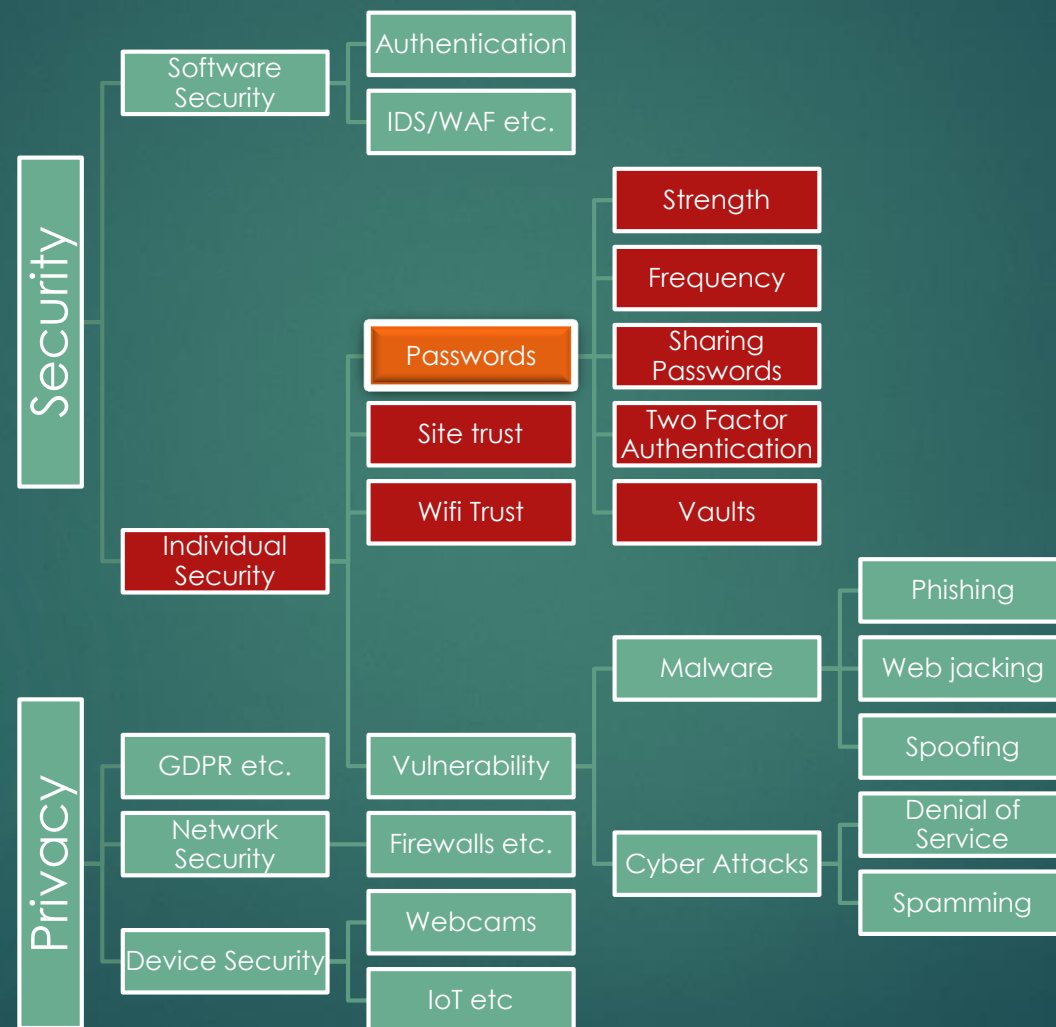 Security
Software
Security
Authentication
IDS/WAF etc.
Individual
Security
Passwords
Strength
Frequency
Sharing
Passwords
Two Factor
Authentication
Vaults
Site trust
Wifi Trust
Vulnerability
Malware
Phishing
Web jacking
Spoofing
Cyber Attacks
Denial of
Service
Spamming
Privacy
GDPR etc.
Network
Security
Firewalls etc.
Device Security
Webcams
IoT etc